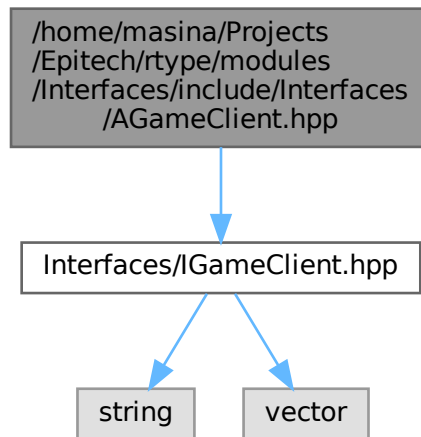 /home/masina/Projects
/Epitech/rtype/modules
/Interfaces/include/Interfaces
/AGameClient.hpp
Interfaces/IGameClient.hpp
string
vector